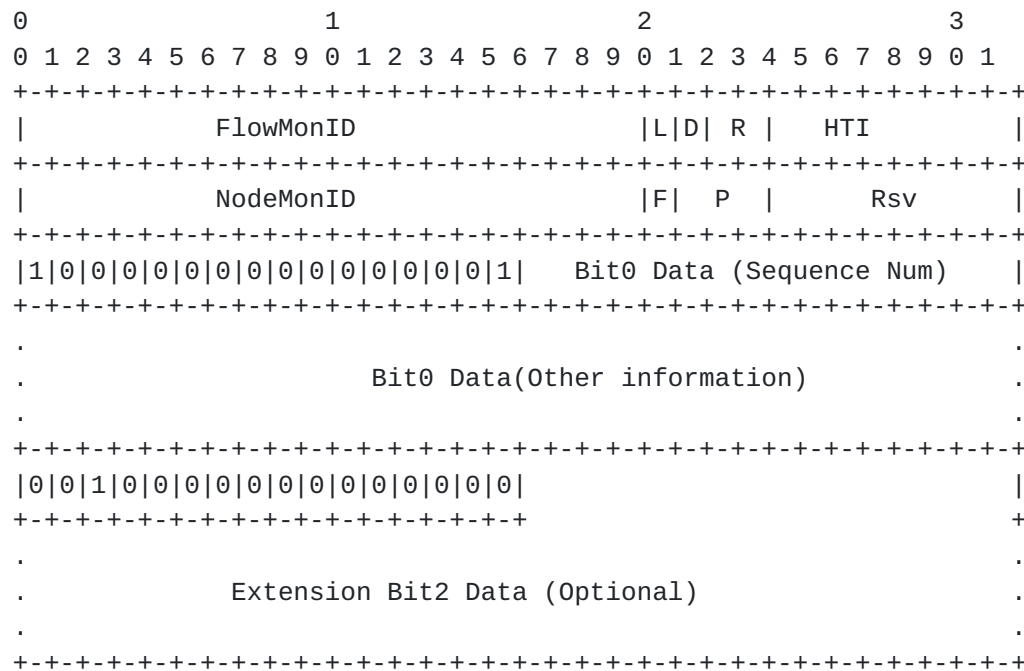 0                   1                   2                   3
0 1 2 3 4 5 6 7 8 9 0 1 2 3 4 5 6 7 8 9 0 1 2 3 4 5 6 7 8 9 0 1
+-+-+-+-+-+-+-+-+-+-+-+-+-+-+-+-+-+-+-+-+-+-+-+-+-+-+-+-+-+-+-+-+
|            FlowMonID                  |L|D| R |   HTI         |
+-+-+-+-+-+-+-+-+-+-+-+-+-+-+-+-+-+-+-+-+-+-+-+-+-+-+-+-+-+-+-+-+
|            NodeMonID                  |F|  P  |      Rsv      |
+-+-+-+-+-+-+-+-+-+-+-+-+-+-+-+-+-+-+-+-+-+-+-+-+-+-+-+-+-+-+-+-+
|1|0|0|0|0|0|0|0|0|0|0|0|0|0|0|1|   Bit0 Data (Sequence Num)    |
+-+-+-+-+-+-+-+-+-+-+-+-+-+-+-+-+-+-+-+-+-+-+-+-+-+-+-+-+-+-+-+-+
.                                                               .
.                      Bit0 Data(Other information)             .
.                                                               .
+-+-+-+-+-+-+-+-+-+-+-+-+-+-+-+-+-+-+-+-+-+-+-+-+-+-+-+-+-+-+-+-+
|0|0|1|0|0|0|0|0|0|0|0|0|0|0|0|0|                               |
+-+-+-+-+-+-+-+-+-+-+-+-+-+-+-+-+                               +
.                                                               .
.             Extension Bit2 Data (Optional)                    .
.                                                               .
+-+-+-+-+-+-+-+-+-+-+-+-+-+-+-+-+-+-+-+-+-+-+-+-+-+-+-+-+-+-+-+-+